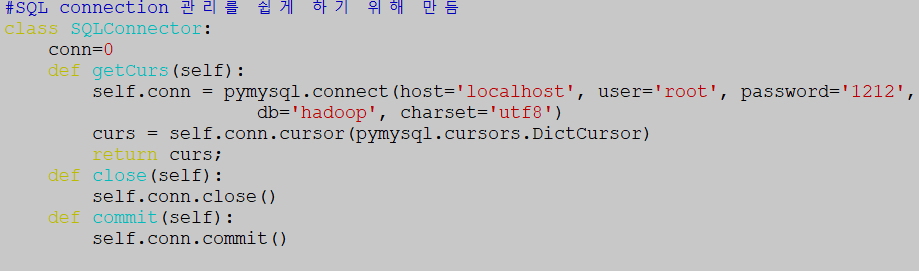 #SQL connection 관리를 쉽게 하기 위해 만듬
class SQLConnector:
    conn=0
    def getCurs(self):
        self.conn = pymysql.connect(host='localhost', user='root', password='1212',
                       db='hadoop', charset='utf8')
        curs = self.conn.cursor(pymysql.cursors.DictCursor)
        return curs;
    def close(self):
        self.conn.close()
    def commit(self):
        self.conn.commit()